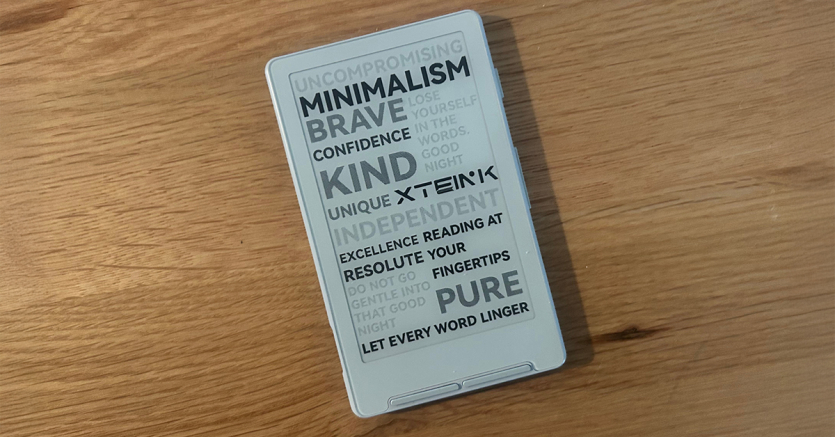 UNCOMPROMISING
MINIMALISM
BRAVE
LOSE
YOURSELF
IN THE
WORDS.
GOOD
NIGHT
CONFIDENCE
KIND
UNIQUE XTEINK
INDEPENDENT
EXCELLENCE READING AT
RESOLUTE YOUR
FINGERTIPS
DO NOT GO
GENTLE INTO
THAT GOOD
NIGHT
PURE
LET EVERY WORD LINGER